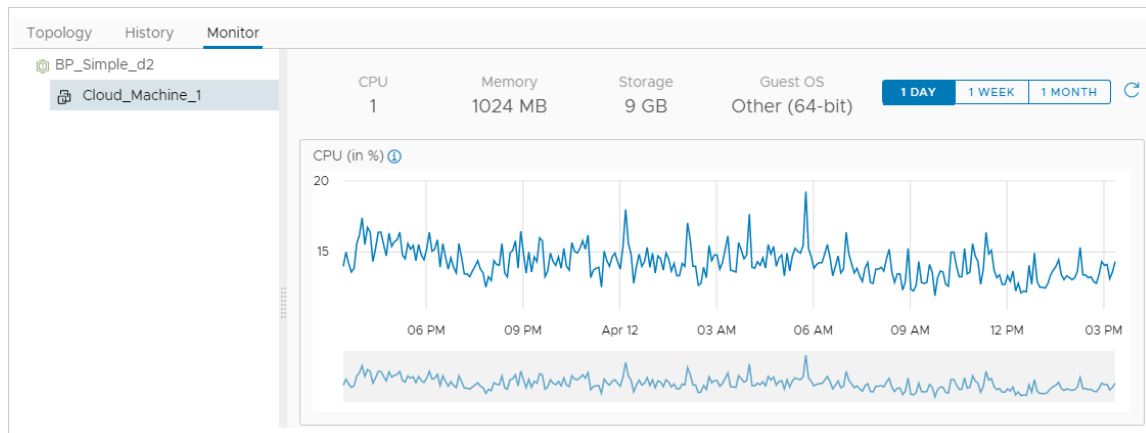 Topology History Monitor
BP_Simple_d2
Cloud_Machine_1
CPU Memory Storage Guest OS
1 1024 MB 9 GB Other (64-bit)
1 DAY 1 WEEK 1 MONTH
CPU (in %)
20
15
06 PM 09 PM Apr 12 03 AM 06 AM 09 AM 12 PM 03 PM